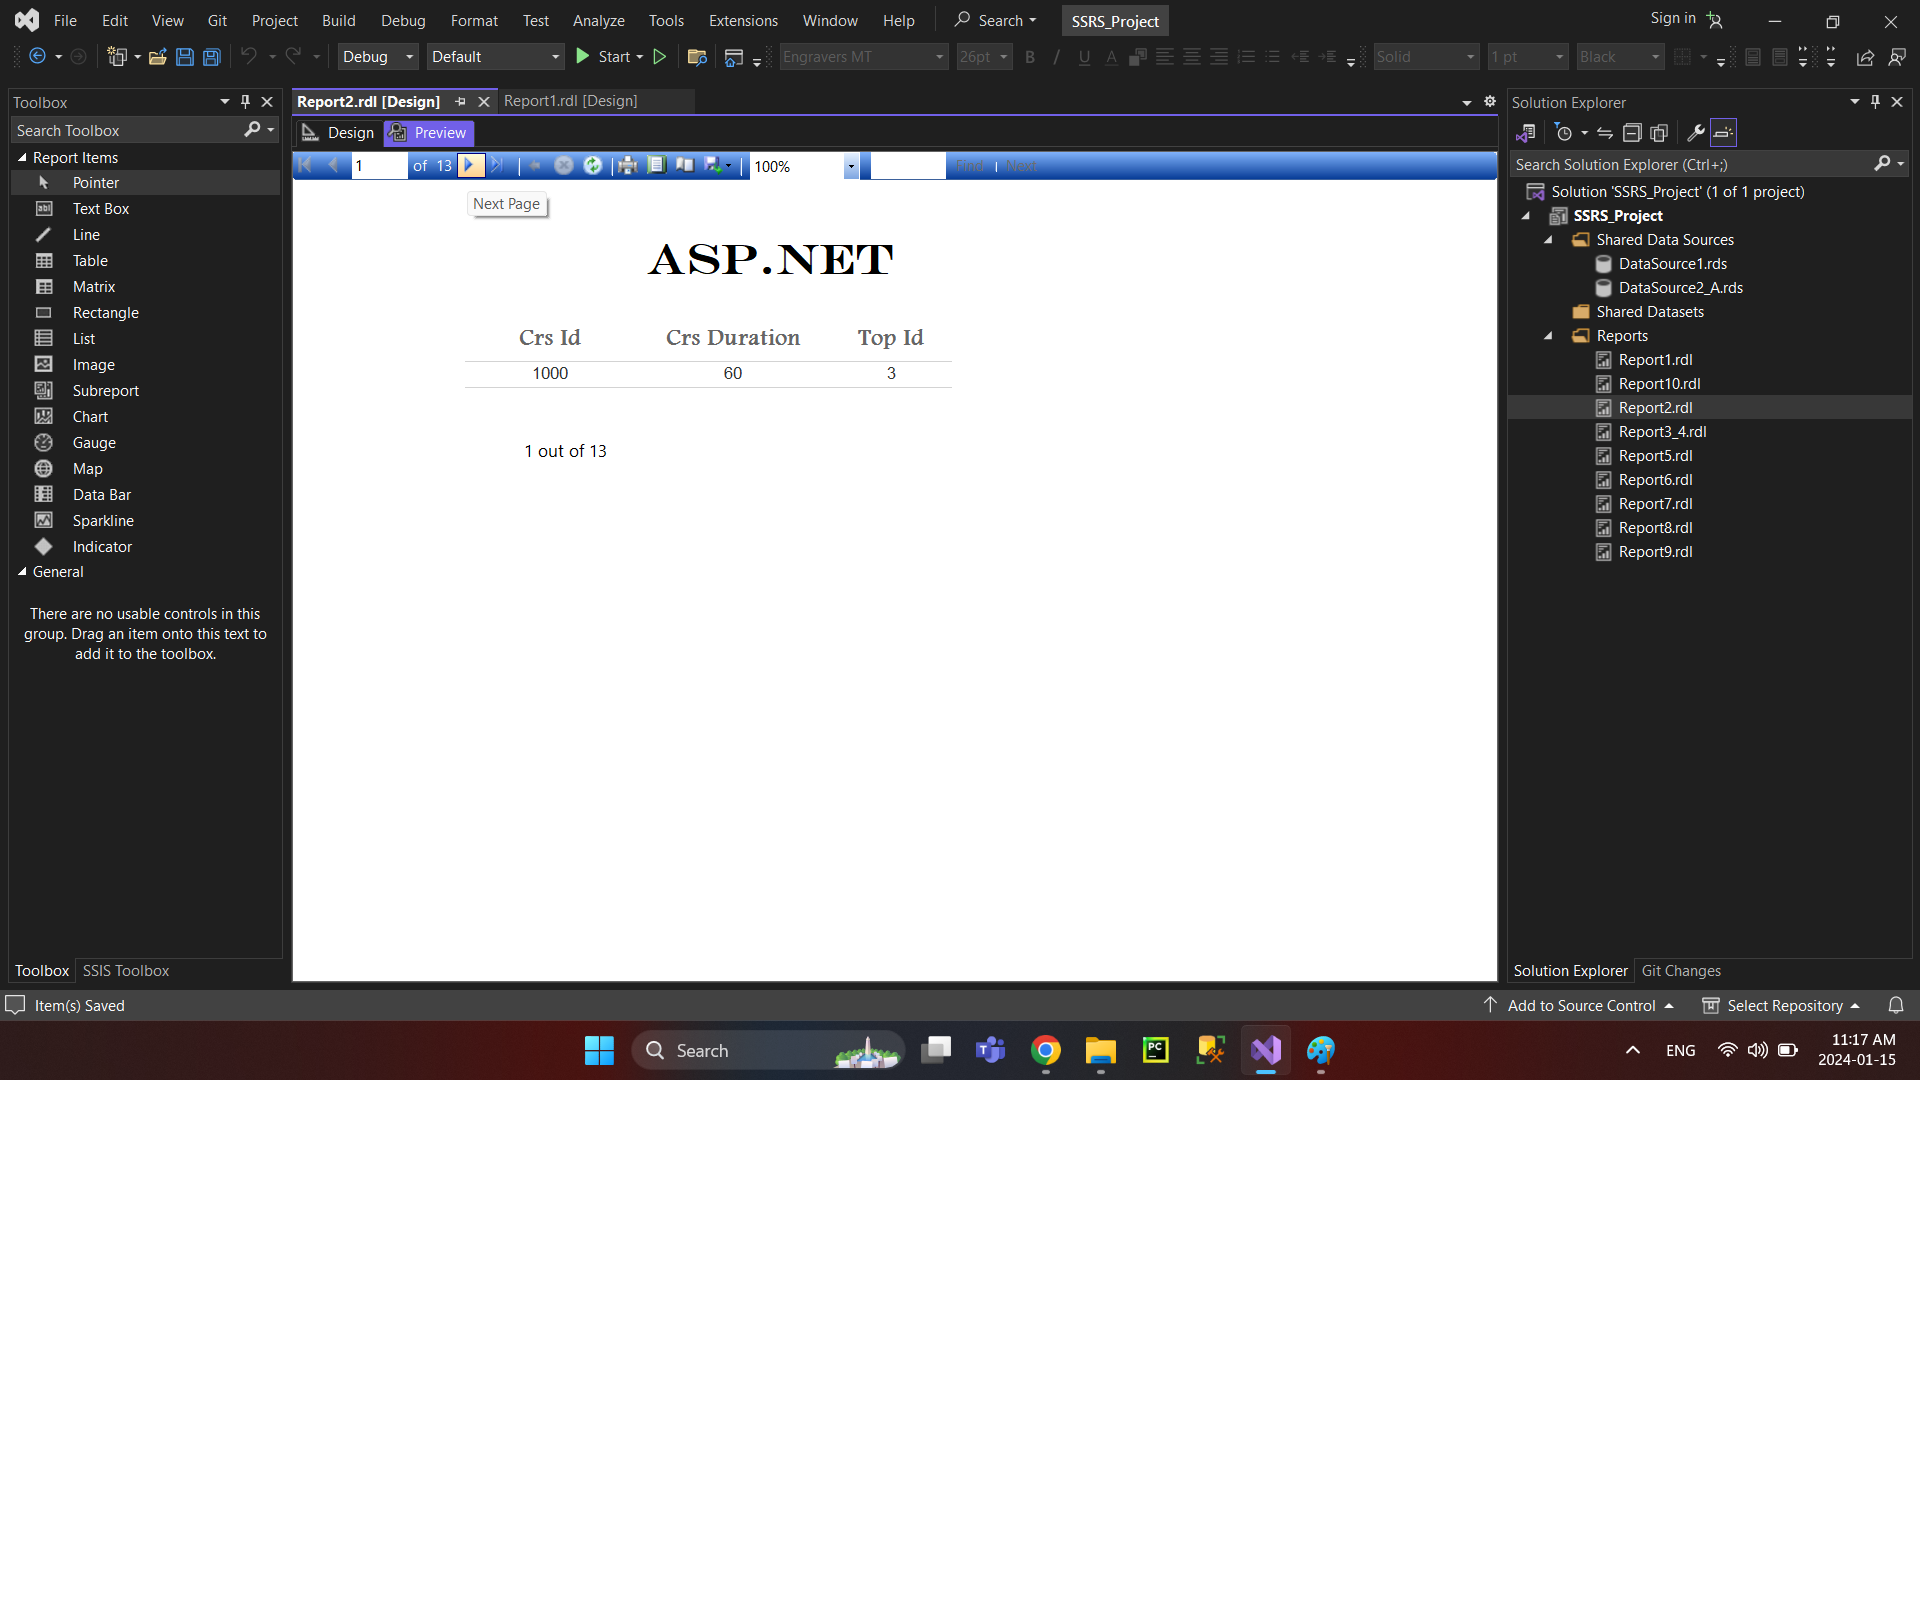 File Edit View Git Project Build Debug Format Test Analyze Tools Extensions Window Help Search SSRS_Project Sign in
Debug Default Start Engravers MT 26pt B I U A Solid 1 pt Black
Toolbox
Search Toolbox
Report Items
Pointer
Text Box
Line
Table
Matrix
Rectangle
List
Image
Subreport
Chart
Gauge
Map
Data Bar
Sparkline
Indicator
General
There are no usable controls in this
group. Drag an item onto this text to
add it to the toolbox.
Toolbox SSIS Toolbox
Report2.rdl [Design] Report1.rdl [Design]
Design Preview
1 of 13 100% Find | Next
Next Page
ASP.NET
Crs Id Crs Duration Top Id
1000 60 3
1 out of 13
Solution Explorer
Search Solution Explorer (Ctrl+;)
Solution 'SSRS_Project' (1 of 1 project)
SSRS_Project
Shared Data Sources
DataSource1.rds
DataSource2_A.rds
Shared Datasets
Reports
Report1.rdl
Report10.rdl
Report2.rdl
Report3_4.rdl
Report5.rdl
Report6.rdl
Report7.rdl
Report8.rdl
Report9.rdl
Solution Explorer Git Changes
Item(s) Saved Add to Source Control Select Repository
Search ENG 11:17 AM
2024-01-15